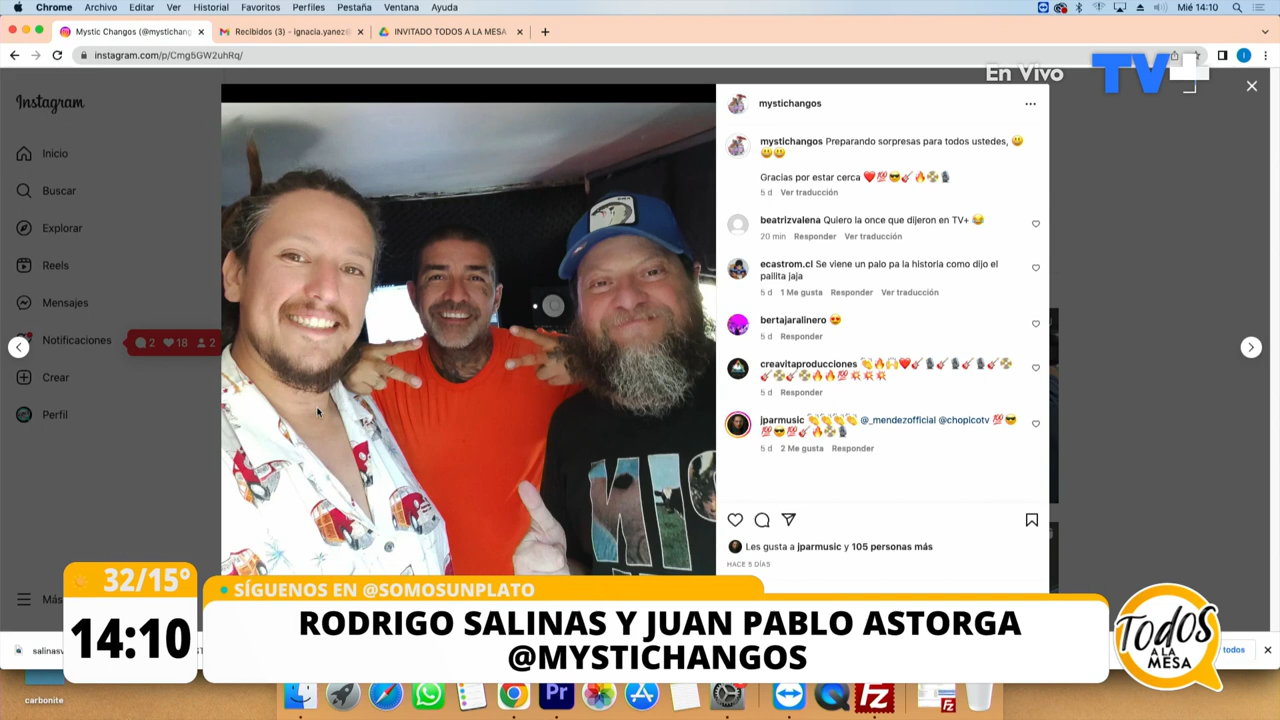 Chrome Archivo Editar Ver Historial Favoritos Perfiles Pestaña Ventana Ayuda
Mié 14:10
Mystic Changos (@mystichang
Recibidos (3) - ignacia.yanez@
INVITADO TODOS A LA MESA
instagram.com/p/Cmg5GW2uhRq/
En Vivo
TV+
Instagram
Inicio
Buscar
Explorar
Reels
Mensajes
Notificaciones
2 18 2
Crear
Perfil
Más
mystichangos
mystichangos Preparando sorpresas para todos ustedes, 😃
😃😃
Gracias por estar cerca ❤️💯😎🎸🔥
5 d Ver traducción
beatrizvalena Quiero la once que dijeron en TV+ 😂
20 min Responder Ver traducción
ecastrom.cl Se viene un palo pa la historia como dijo el
pallita jaja
5 d 1 Me gusta Responder Ver traducción
bertajaralinero 😍
5 d Responder
creavitaproducciones
5 d Responder
jparmusic @_mendezofficial @chopicotv 💯😎
5 d 2 Me gusta Responder
Les gusta a jparmusic y 105 personas más
HACE 5 DÍAS
32/15°
14:10
SÍGUENOS EN @SOMOSUNPLATO
RODRIGO SALINAS Y JUAN PABLO ASTORGA
@MYSTICHANGOS
TODOS
A LA
MESA
salinasv
todos
carbonite
Pr
Fz